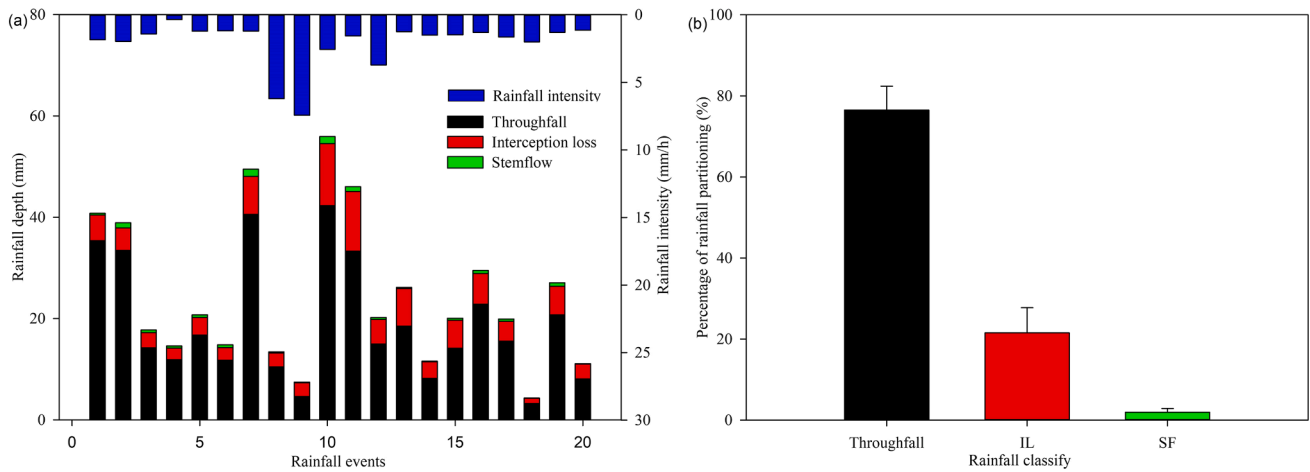 (a)
80
60
40
20
0
Rainfall depth (mm)
0
5
10
15
20
25
30
Rainfall intensity (mm/h)
Rainfall intensity
Throughfall
Interception loss
Stemflow
0
5
10
15
20
Rainfall events
(b)
100
80
60
40
20
0
Percentage of rainfall partitioning (%)
Throughfall
IL
SF
Rainfall classify